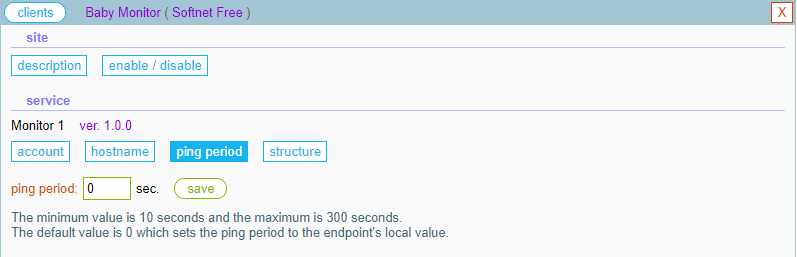 clients Baby Monitor ( Softnet Free ) X
site
description enable / disable
service
Monitor 1 ver. 1.0.0
account hostname ping period structure
ping period: 0 sec. save
The minimum value is 10 seconds and the maximum is 300 seconds.
The default value is 0 which sets the ping period to the endpoint's local value.